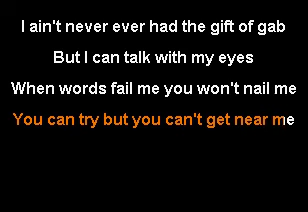 I ain't never ever had the gift of gab
But I can talk with my eyes
When words fail me you won't nail me
You can try but you can't get near me